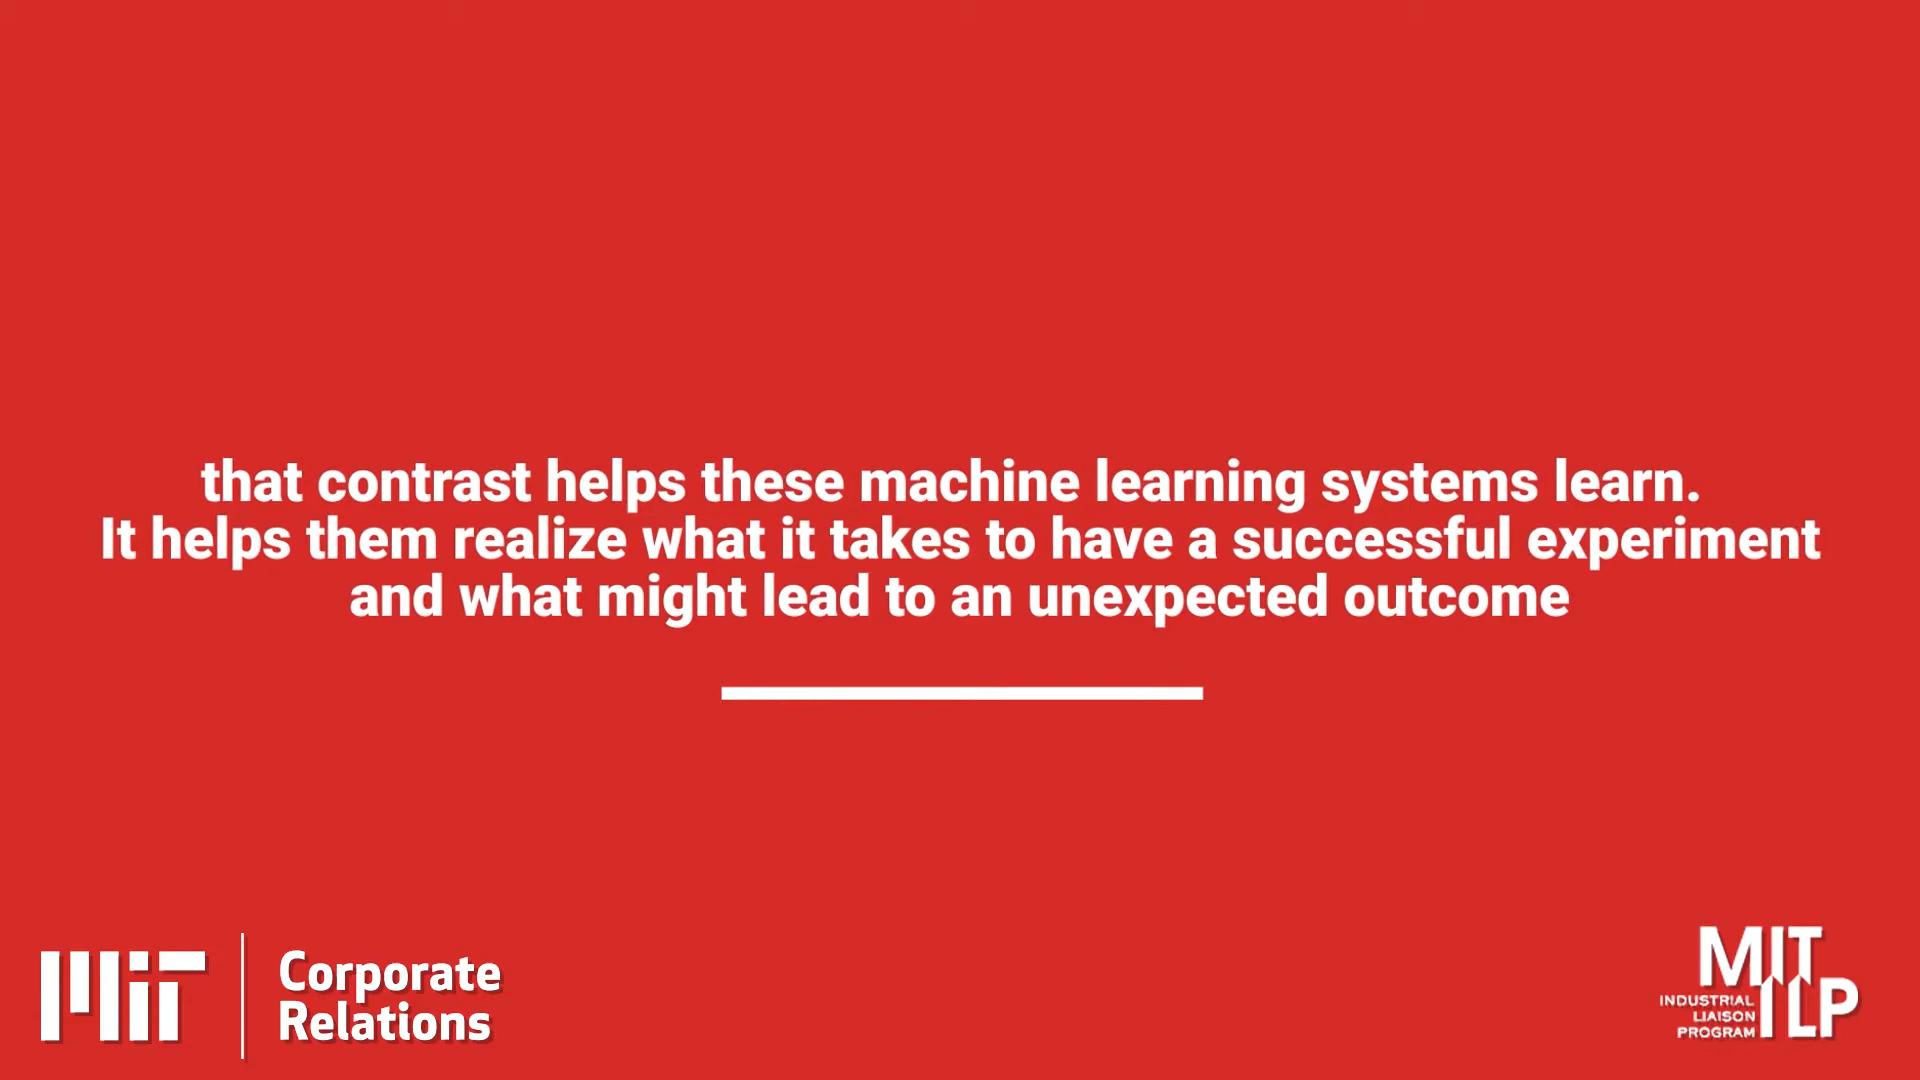 that contrast helps these machine learning systems learn.
It helps them realize what it takes to have a successful experiment
and what might lead to an unexpected outcome
MIT
Corporate
Relations
MIT
ILP
INDUSTRIAL
LIAISON
PROGRAM